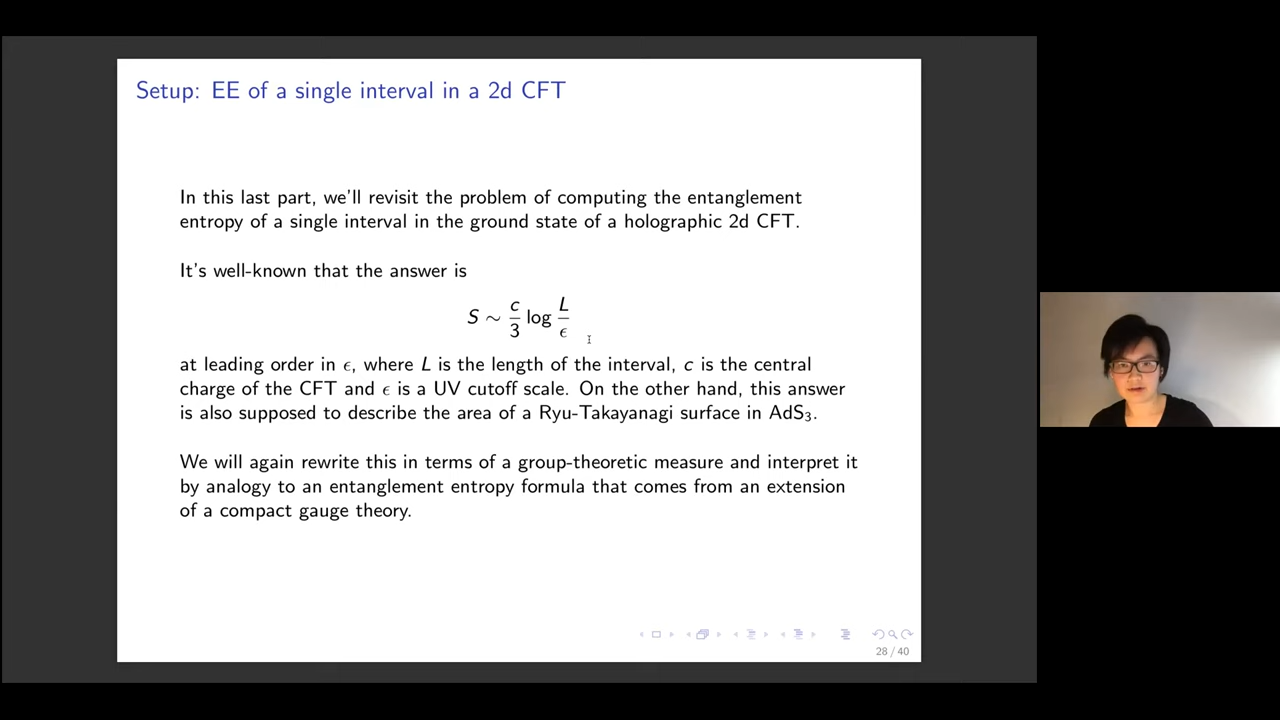 Setup: EE of a single interval in a 2d CFT
In this last part, we'll revisit the problem of computing the entanglement
entropy of a single interval in the ground state of a holographic 2d CFT.
It's well-known that the answer is
S ∼ c/3 log L/ϵ
at leading order in ϵ, where L is the length of the interval, c is the central
charge of the CFT and ϵ is a UV cutoff scale. On the other hand, this answer
is also supposed to describe the area of a Ryu-Takayanagi surface in AdS₃.
We will again rewrite this in terms of a group-theoretic measure and interpret it
by analogy to an entanglement entropy formula that comes from an extension
of a compact gauge theory.
28 / 40